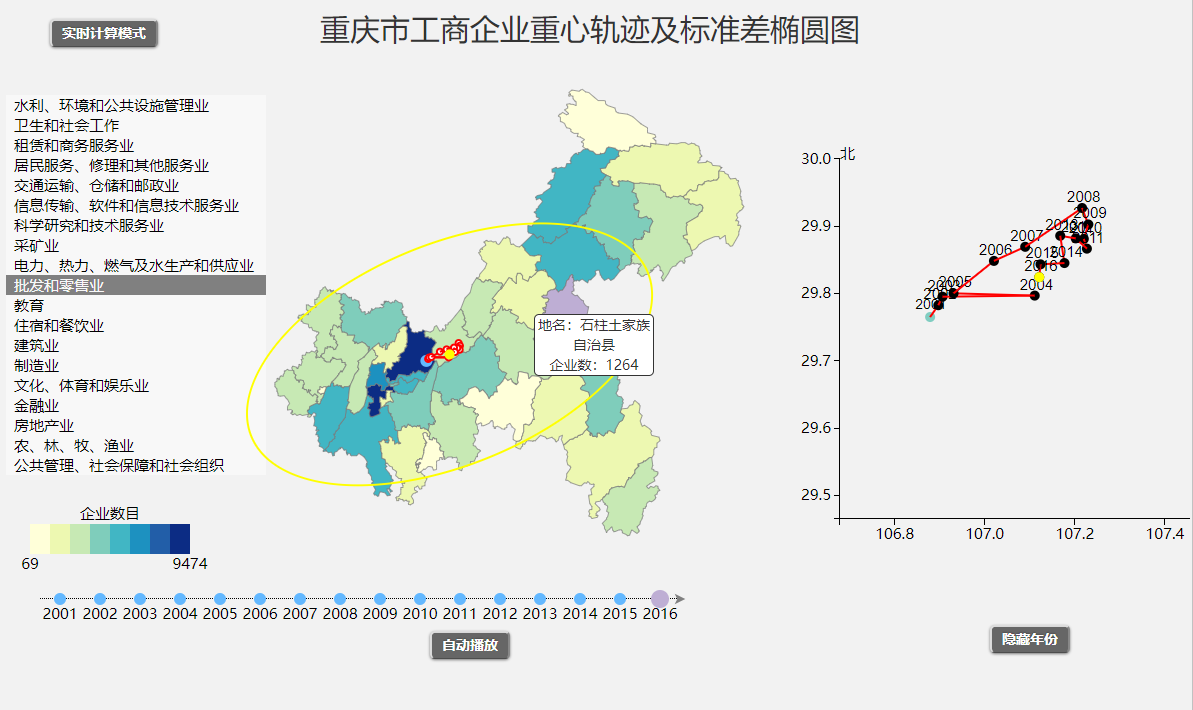 实时计算模式
重庆市工商企业重心轨迹及标准差椭圆图
水利、环境和公共设施管理业
卫生和社会工作
租赁和商务服务业
居民服务、修理和其他服务业
交通运输、仓储和邮政业
信息传输、软件和信息技术服务业
科学研究和技术服务业
采矿业
电力、热力、燃气及水生产和供应业
批发和零售业
教育
住宿和餐饮业
建筑业
制造业
文化、体育和娱乐业
金融业
房地产业
农、林、牧、渔业
公共管理、社会保障和社会组织
地名：石柱土家族
自治县
企业数：1264
北
30.0
29.9
29.8
29.7
29.6
29.5
106.8
107.0
107.2
107.4
2008
2009
2007
2006
2014
2016
2005
2004
企业数目
69
9474
2001
2002
2003
2004
2005
2006
2007
2008
2009
2010
2011
2012
2013
2014
2015
2016
自动播放
隐藏年份